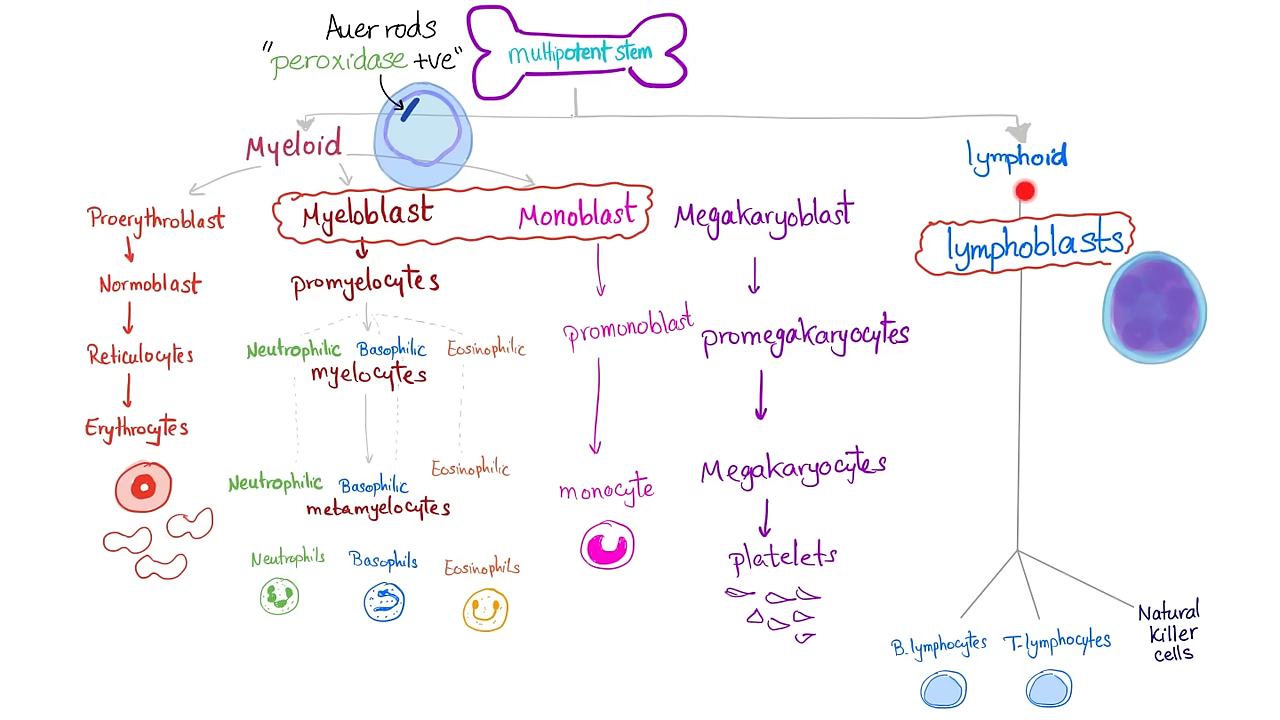 Auer rods
"peroxidase +ve"
multipotent stem
Myeloid
lymphoid
Proerythroblast
Myeloblast
Monoblast
Megakaryoblast
lymphoblasts
Normoblast
promyelocytes
promonoblast
promegakaryocytes
Reticulocytes
Neutrophilic
Basophilic
Eosinophilic
myelocytes
Erythrocytes
Neutrophilic
Basophilic
Eosinophilic
metamyelocytes
monocyte
Megakaryocytes
Neutrophils
Basophils
Eosinophils
platelets
B.lymphocytes
T-lymphocytes
Natural
killer
cells